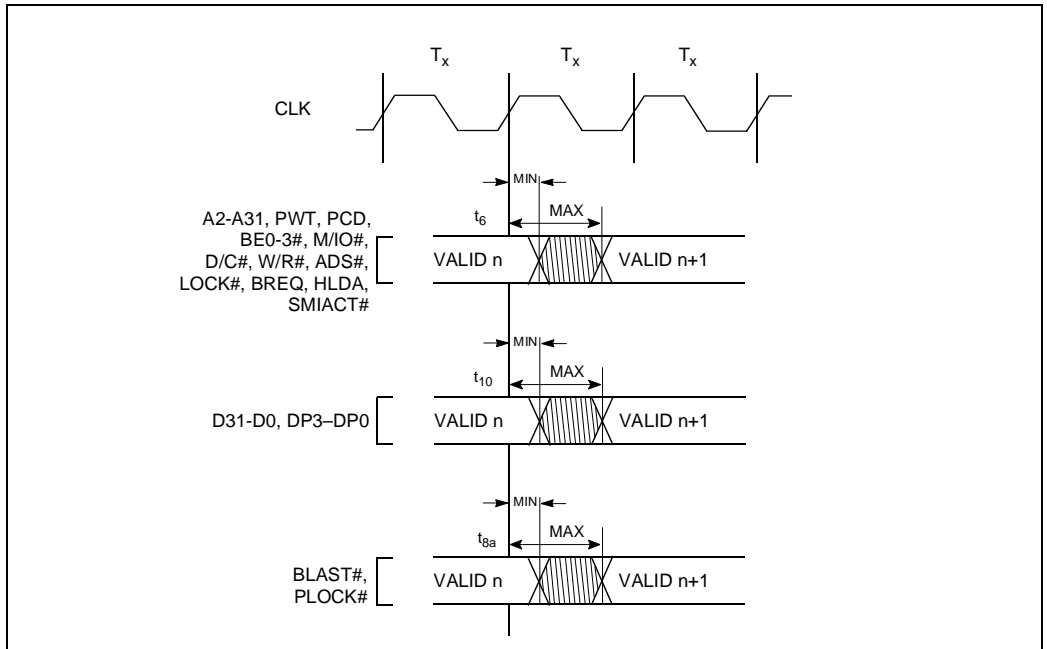 Tx Tx Tx
CLK
MIN
t6 MAX
A2-A31, PWT, PCD,
BE0-3#, M/IO#,
D/C#, W/R#, ADS#,
LOCK#, BREQ, HLDA,
SMIACT#
VALID n VALID n+1
MIN
t10 MAX
D31-D0, DP3–DP0
VALID n VALID n+1
MIN
t8a MAX
BLAST#,
PLOCK#
VALID n VALID n+1